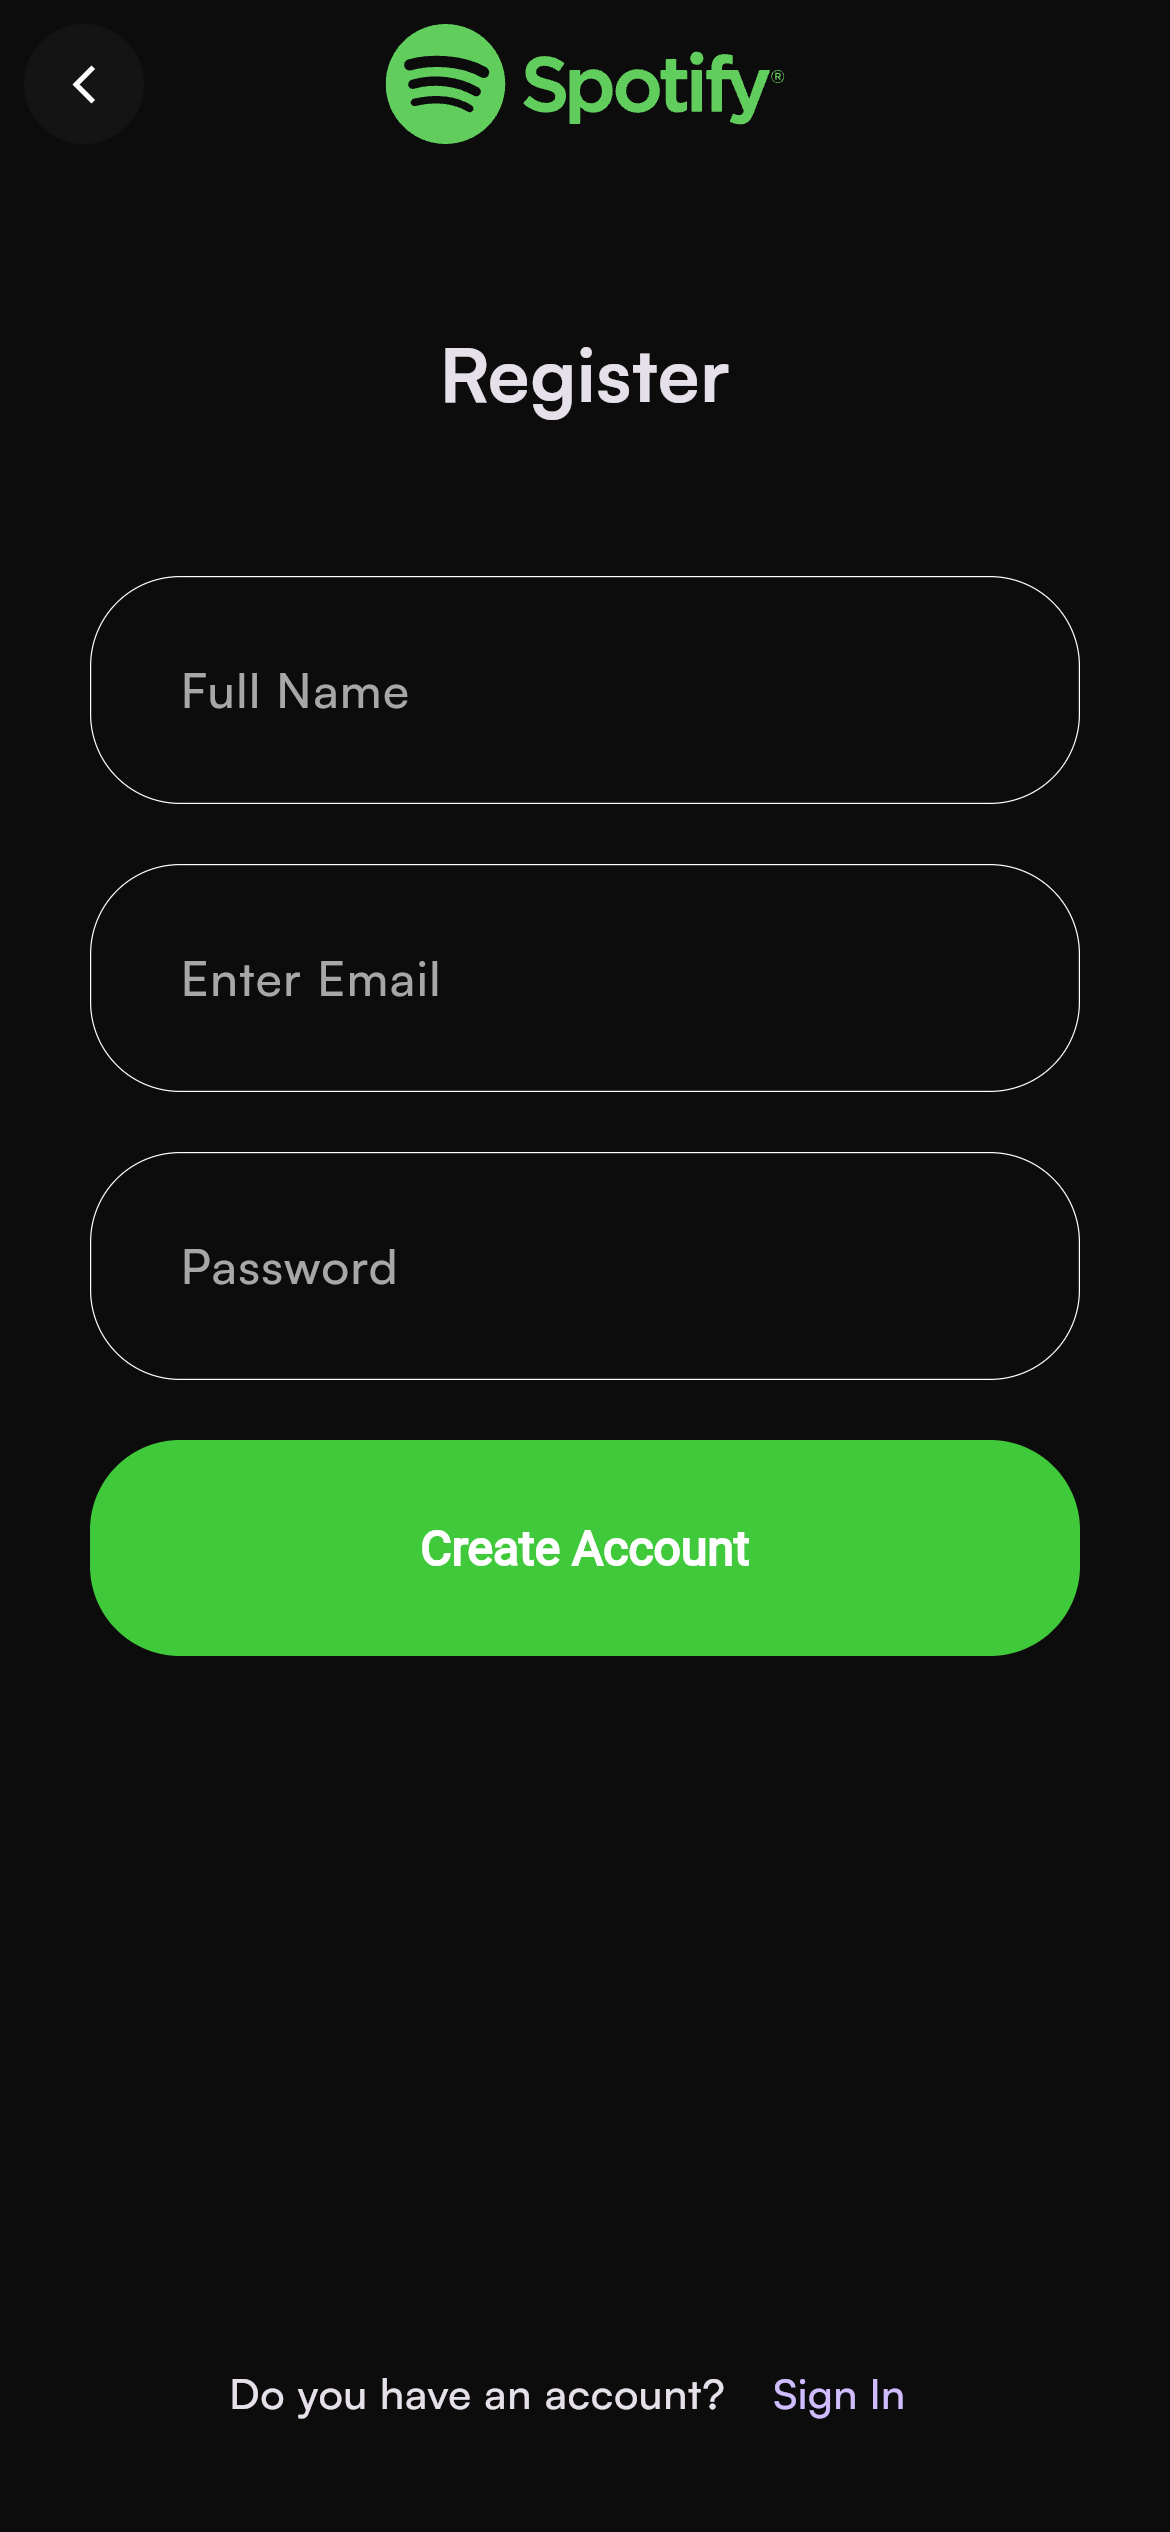 Spotify®
Register
Full Name
Enter Email
Password
Create Account
Do you have an account? Sign In